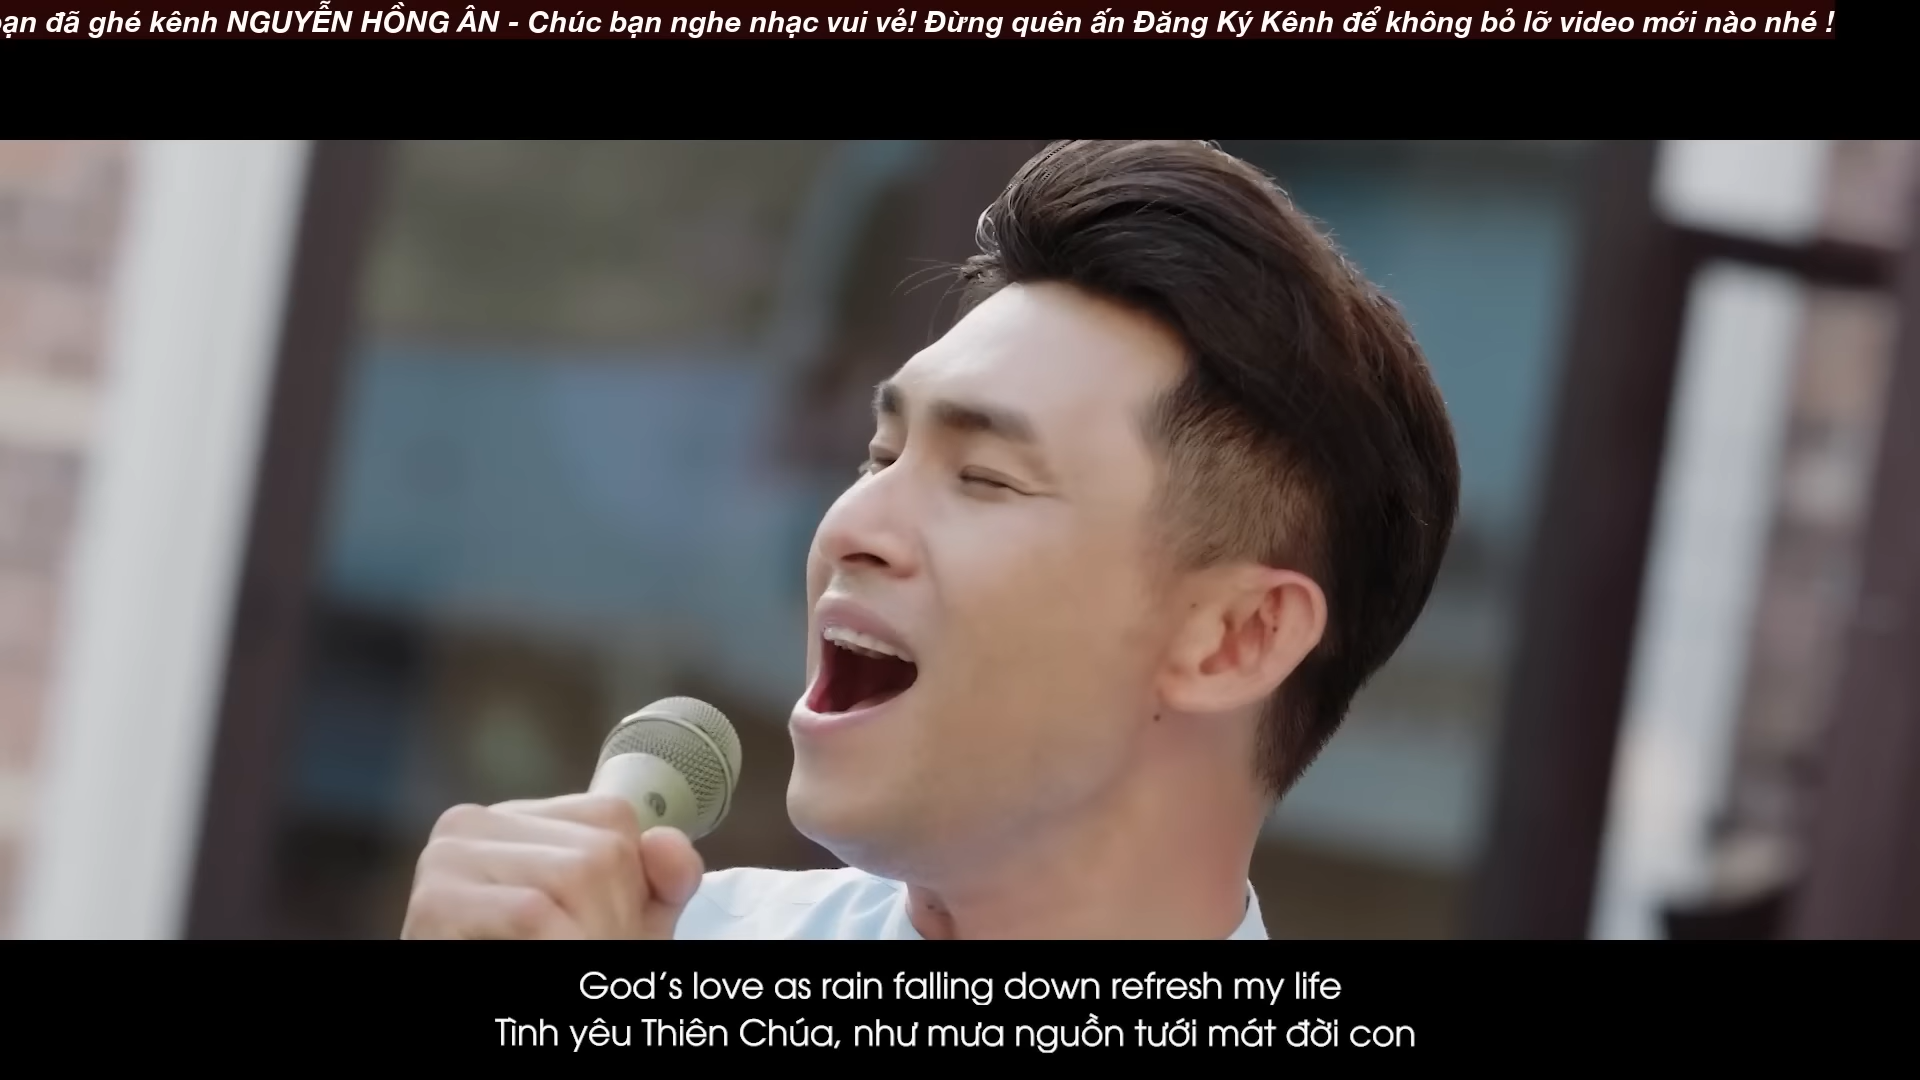 đã ghé kênh NGUYỄN HỒNG ÂN - Chúc bạn nghe nhạc vui vẻ! Đừng quên ấn Đăng Ký Kênh để không bỏ lỡ video mới nào nhé !
God's love as rain falling down refresh my life
Tình yêu Thiên Chúa, như mưa nguồn tưới mát đời con